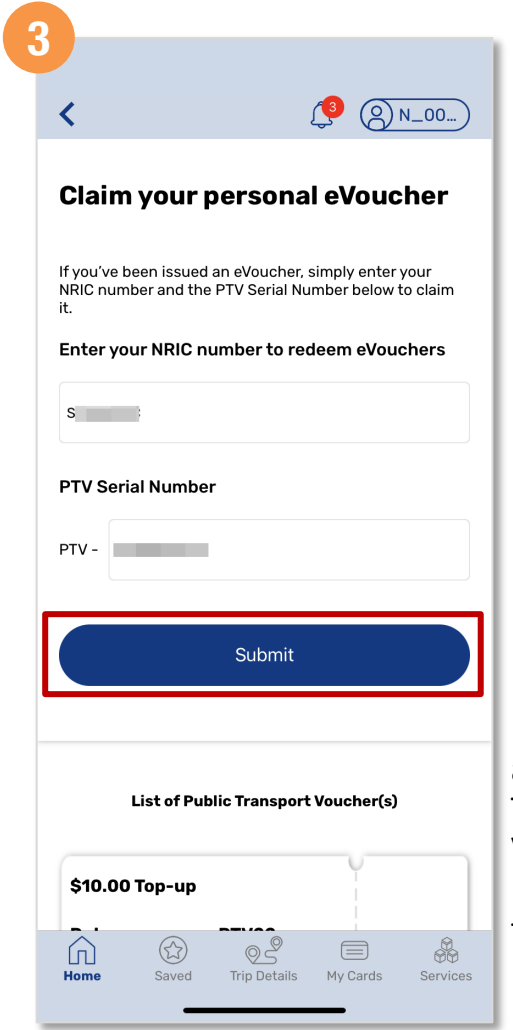 3
3
N_00...
Claim your personal eVoucher
If you've been issued an eVoucher, simply enter your
NRIC number and the PTV Serial Number below to claim
it.
Enter your NRIC number to redeem eVouchers
S
PTV Serial Number
PTV -
Submit
List of Public Transport Voucher(s)
$10.00 Top-up
Home Saved Trip Details My Cards Services